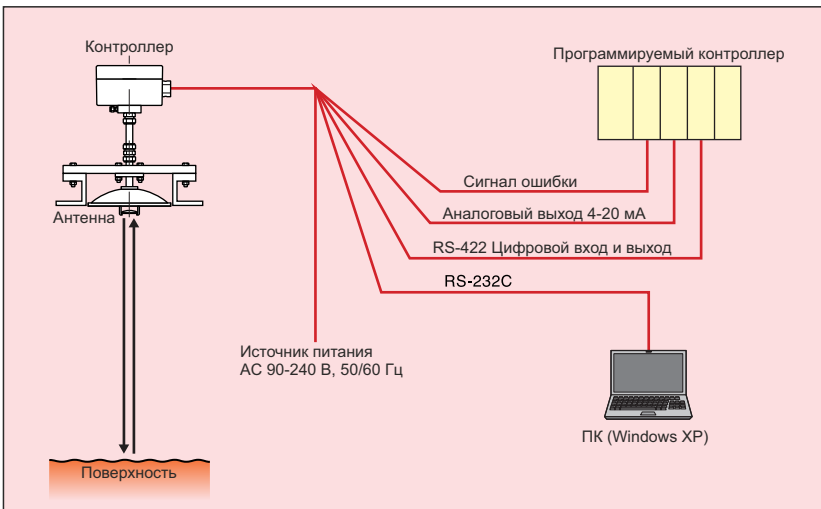 Контроллер
Программируемый контроллер
Сигнал ошибки
Аналоговый выход 4-20 мА
Антенна
RS-422 Цифровой вход и выход
RS-232C
Источник питания
AC 90-240 В, 50/60 Гц
ПК (Windows XP)
Поверхность